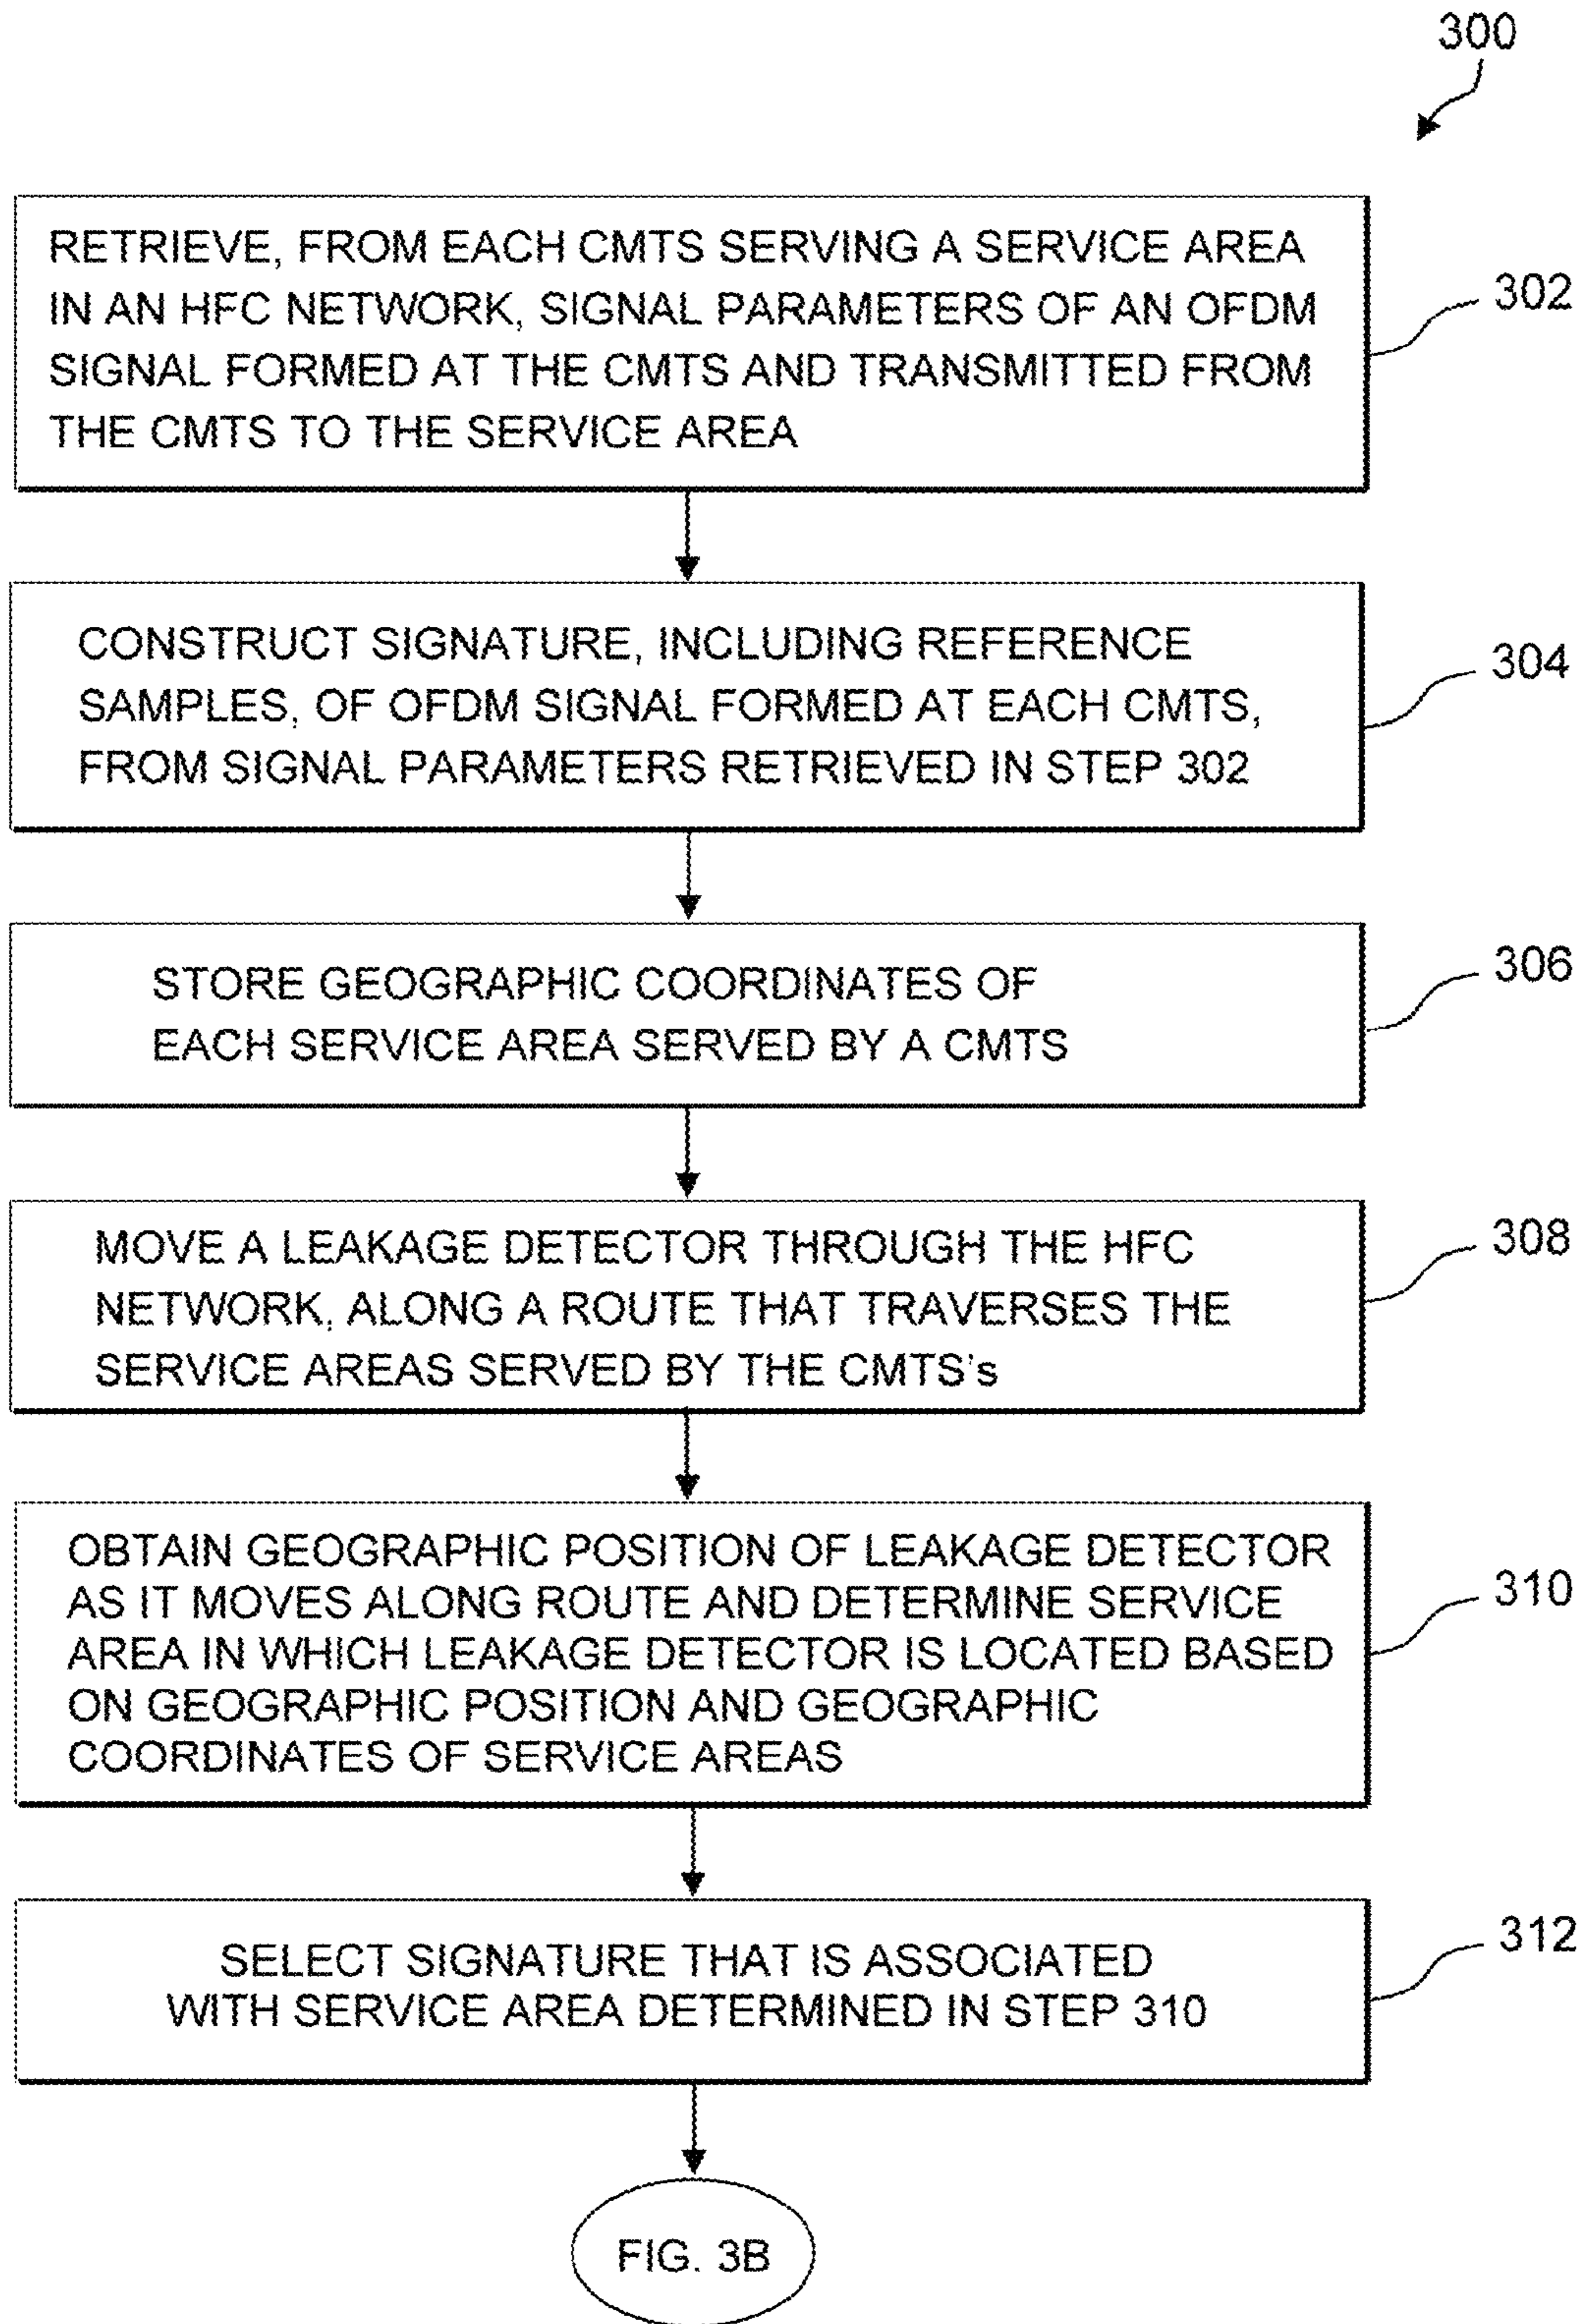 300
RETRIEVE, FROM EACH CMTS SERVING A SERVICE AREA
IN AN HFC NETWORK, SIGNAL PARAMETERS OF AN OFDM
SIGNAL FORMED AT THE CMTS AND TRANSMITTED FROM
THE CMTS TO THE SERVICE AREA
302
CONSTRUCT SIGNATURE, INCLUDING REFERENCE
SAMPLES, OF OFDM SIGNAL FORMED AT EACH CMTS,
FROM SIGNAL PARAMETERS RETRIEVED IN STEP 302
304
STORE GEOGRAPHIC COORDINATES OF
EACH SERVICE AREA SERVED BY A CMTS
306
MOVE A LEAKAGE DETECTOR THROUGH THE HFC
NETWORK, ALONG A ROUTE THAT TRAVERSES THE
SERVICE AREAS SERVED BY THE CMTS's
308
OBTAIN GEOGRAPHIC POSITION OF LEAKAGE DETECTOR
AS IT MOVES ALONG ROUTE AND DETERMINE SERVICE
AREA IN WHICH LEAKAGE DETECTOR IS LOCATED BASED
ON GEOGRAPHIC POSITION AND GEOGRAPHIC
COORDINATES OF SERVICE AREAS
310
SELECT SIGNATURE THAT IS ASSOCIATED
WITH SERVICE AREA DETERMINED IN STEP 310
312
FIG. 3B